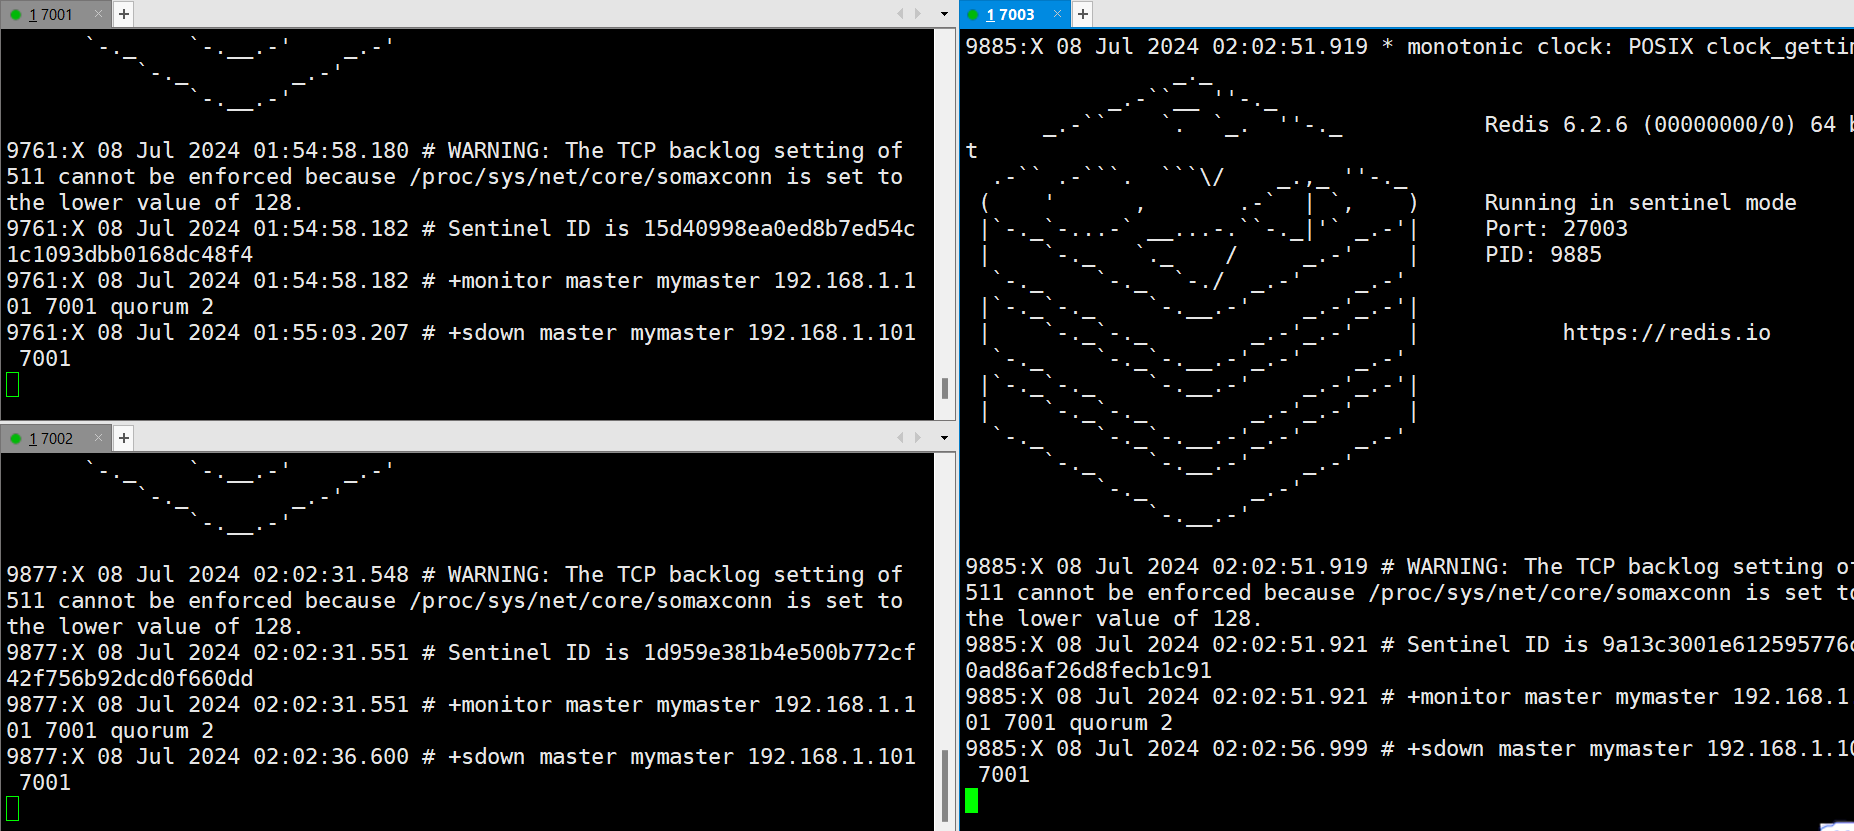 1 7001
9761:X 08 Jul 2024 01:54:58.180 # WARNING: The TCP backlog setting of
511 cannot be enforced because /proc/sys/net/core/somaxconn is set to
the lower value of 128.
9761:X 08 Jul 2024 01:54:58.182 # Sentinel ID is 15d40998ea0ed8b7ed54c
1c1093dbb0168dc48f4
9761:X 08 Jul 2024 01:54:58.182 # +monitor master mymaster 192.168.1.1
01 7001 quorum 2
9761:X 08 Jul 2024 01:55:03.207 # +sdown master mymaster 192.168.1.101
7001
1 7002
9877:X 08 Jul 2024 02:02:31.548 # WARNING: The TCP backlog setting of
511 cannot be enforced because /proc/sys/net/core/somaxconn is set to
the lower value of 128.
9877:X 08 Jul 2024 02:02:31.551 # Sentinel ID is 1d959e381b4e500b772cf
42f756b92dcd0f660dd
9877:X 08 Jul 2024 02:02:31.551 # +monitor master mymaster 192.168.1.1
01 7001 quorum 2
9877:X 08 Jul 2024 02:02:36.600 # +sdown master mymaster 192.168.1.101
7001
1 7003
9885:X 08 Jul 2024 02:02:51.919 * monotonic clock: POSIX
Redis 6.2.6 (00000000/0) 64
t
Running in sentinel mode
Port: 27003
PID: 9885
https://redis.io
9885:X 08 Jul 2024 02:02:51.919 # WARNING: The TCP backlog setting of
511 cannot be enforced because /proc/sys/net/core/somaxconn is set to
the lower value of 128.
9885:X 08 Jul 2024 02:02:51.921 # Sentinel ID is 9a13c3001e612595776c
0ad86af26d8fecb1c91
9885:X 08 Jul 2024 02:02:51.921 # +monitor master mymaster 192.168.1
01 7001 quorum 2
9885:X 08 Jul 2024 02:02:56.999 # +sdown master mymaster 192.168.1.10
7001